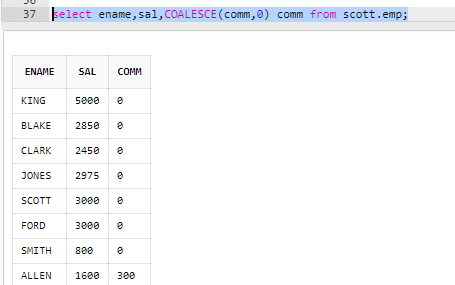 37 select ename,sal,COALESCE(comm,0) comm from scott.emp;
ENAME SAL COMM
KING 5000 0
BLAKE 2850 0
CLARK 2450 0
JONES 2975 0
SCOTT 3000 0
FORD 3000 0
SMITH 800 0
ALLEN 1600 300